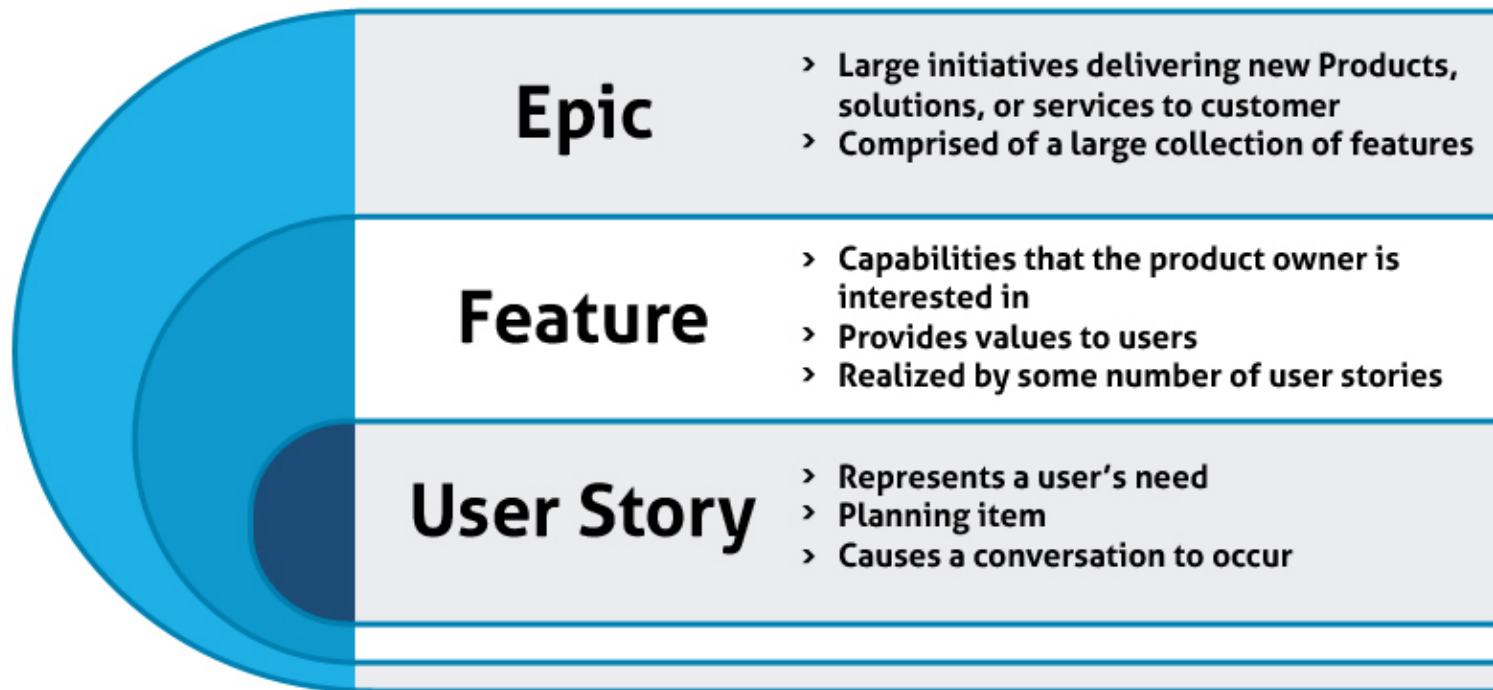 Epic
> Large initiatives delivering new Products,
solutions, or services to customer
> Comprised of a large collection of features
Feature
> Capabilities that the product owner is
interested in
> Provides values to users
> Realized by some number of user stories
User Story
> Represents a user’s need
> Planning item
> Causes a conversation to occur